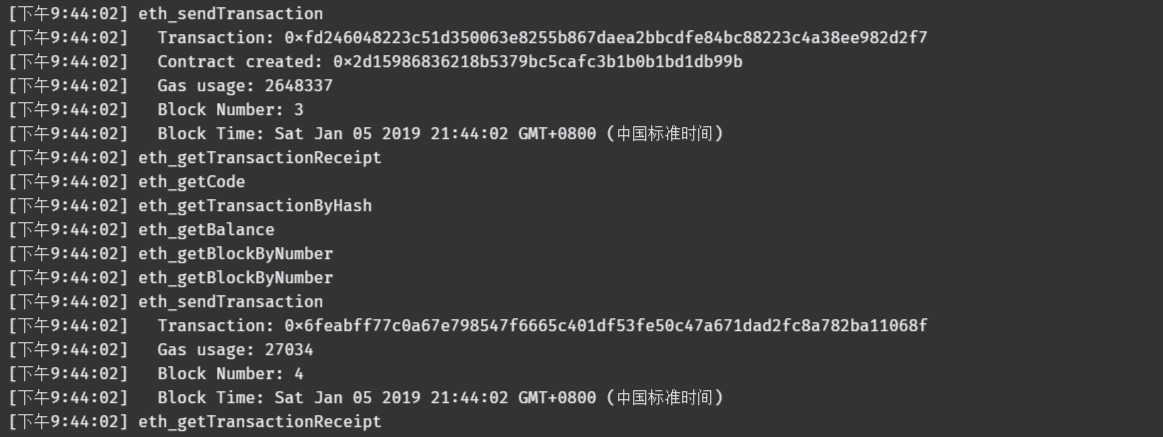 [下午9:44:02] eth_sendTransaction
[下午9:44:02]   Transaction: 0×fd246048223c51d350063e8255b867daea2bbcdfe84bc88223c4a38ee982d2f7
[下午9:44:02]   Contract created: 0×2d15986836218b5379bc5cafc3b1b0b1bd1db99b
[下午9:44:02]   Gas usage: 2648337
[下午9:44:02]   Block Number: 3
[下午9:44:02]   Block Time: Sat Jan 05 2019 21:44:02 GMT+0800 (中国标准时间)
[下午9:44:02] eth_getTransactionReceipt
[下午9:44:02] eth_getCode
[下午9:44:02] eth_getTransactionByHash
[下午9:44:02] eth_getBalance
[下午9:44:02] eth_getBlockByNumber
[下午9:44:02] eth_getBlockByNumber
[下午9:44:02] eth_sendTransaction
[下午9:44:02]   Transaction: 0×6feabff77c0a67e798547f6665c401df53fe50c47a671dad2fc8a782ba11068f
[下午9:44:02]   Gas usage: 27034
[下午9:44:02]   Block Number: 4
[下午9:44:02]   Block Time: Sat Jan 05 2019 21:44:02 GMT+0800 (中国标准时间)
[下午9:44:02] eth_getTransactionReceipt